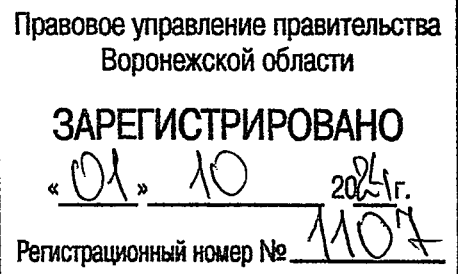 Правовое управление правительства
Воронежской области
ЗАРЕГИСТРИРОВАНО
«01» 10 2024г.
Регистрационный номер № 1107